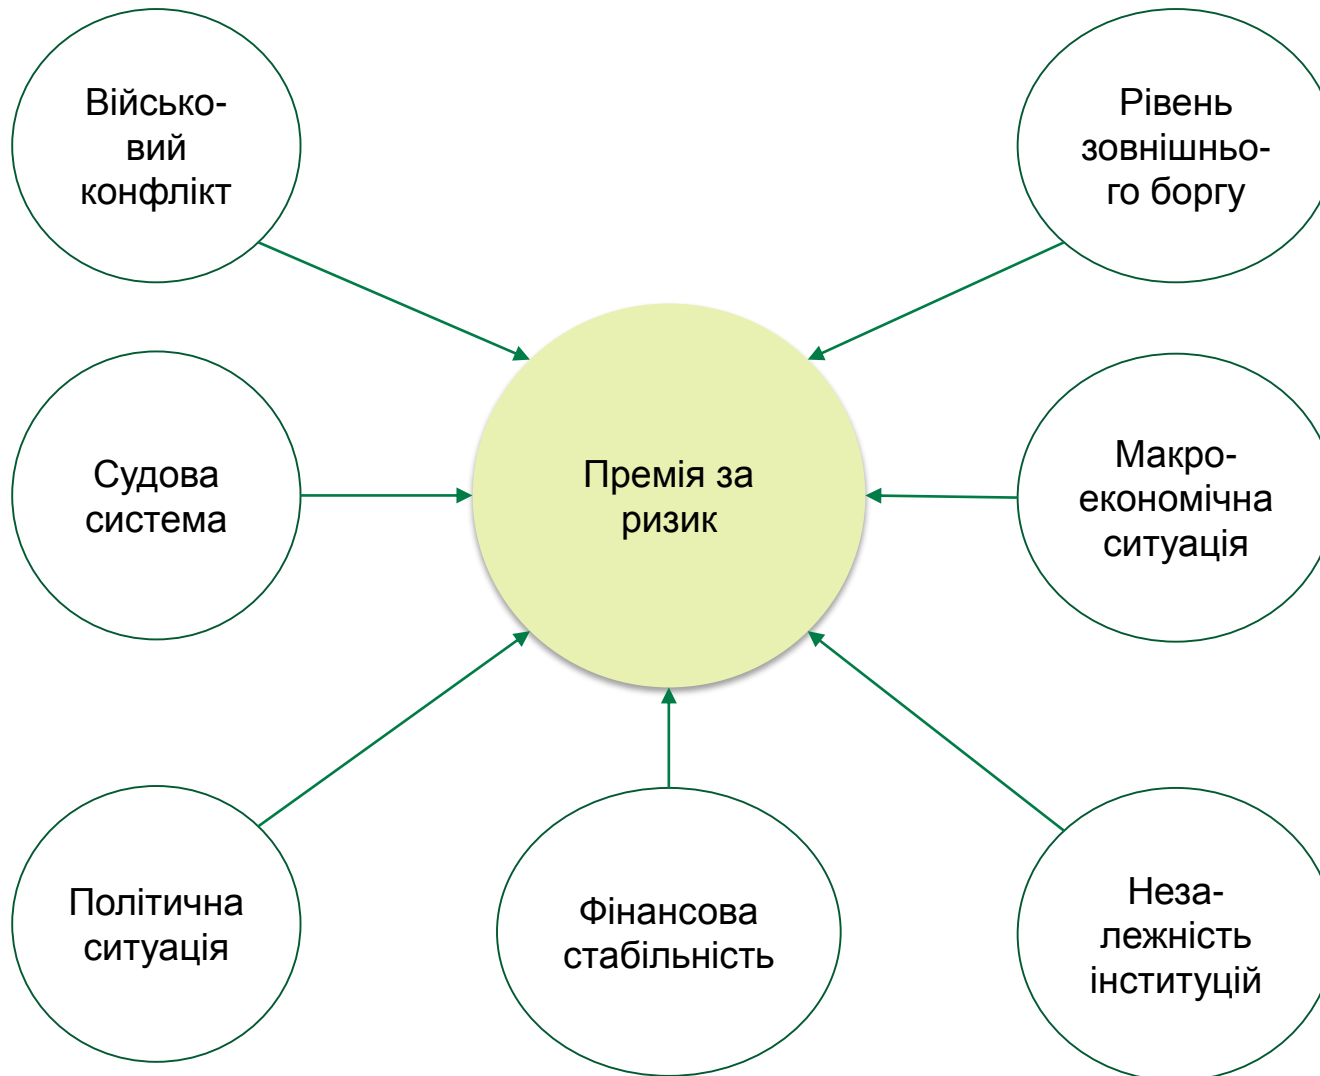 Військо-
вий
конфлікт
Рівень
зовнішньо-
го боргу
Судова
система
Премія за
ризик
Макро-
економічна
ситуація
Політична
ситуація
Фінансова
стабільність
Неза-
лежність
інституцій